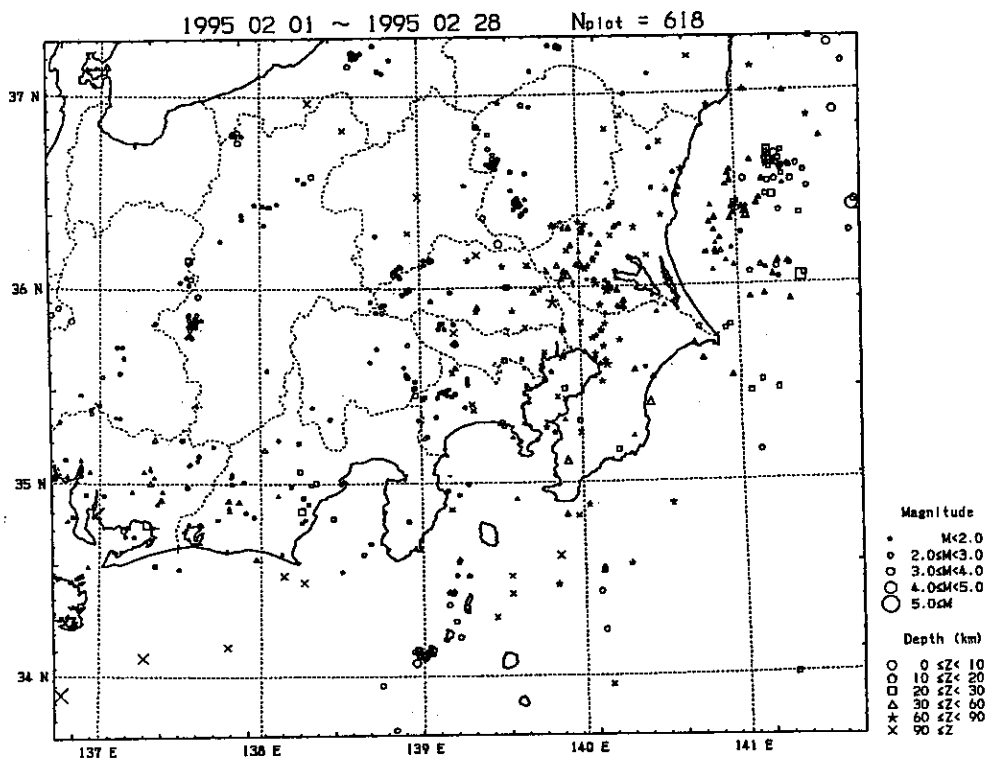 1995 02 01 ~ 1995 02 28 Nplot = 618
37 N
36 N
35 N
34 N
137 E 138 E 139 E 140 E 141 E
Magnitude
M<2.0
2.0≤M<3.0
3.0≤M<4.0
4.0≤M<5.0
5.0≤M
Depth (km)
0 ≤Z< 10
10 ≤Z< 20
20 ≤Z< 30
30 ≤Z< 60
60 ≤Z< 90
90 ≤Z